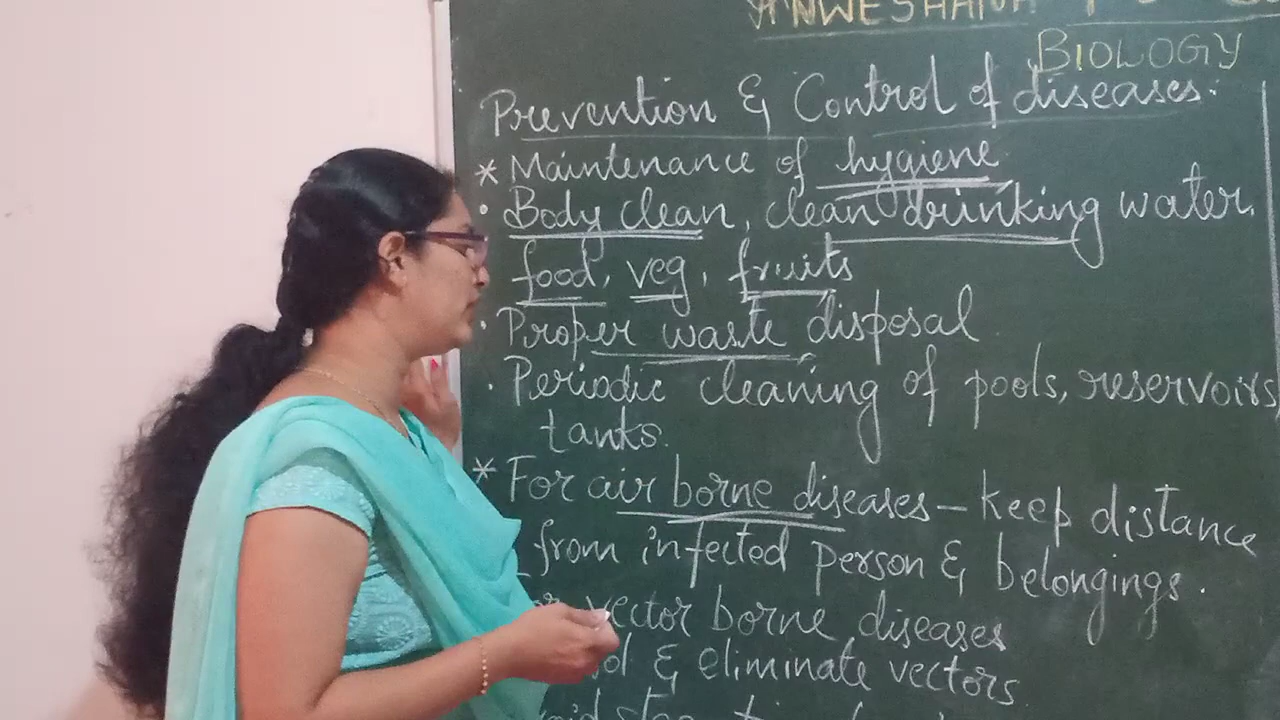 ANWESHANA
BIOLOGY
Prevention & Control of diseases:
* Maintenance of hygiene
• Body clean, clean drinking water,
food, veg, fruits
• Proper waste disposal
• Periodic cleaning of pools, reservoirs
tanks.
* For air borne diseases – keep distance
from infected person & belongings.
vector borne diseases
& eliminate vectors